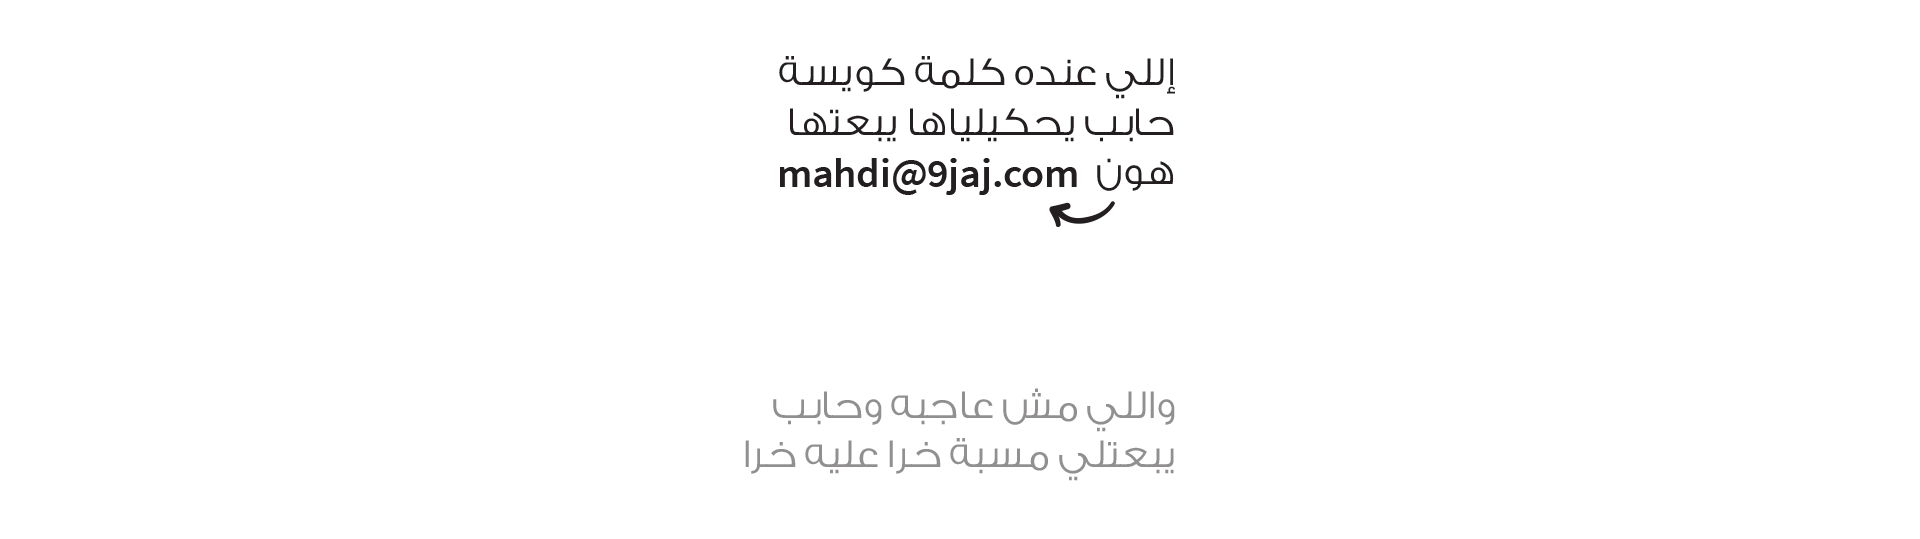 إللي عنده كلمة كويسة
حابب يحكيلياها يبعتها
هون mahdi@9jaj.com
واللي مش عاجبه وحابب
يبعتلي مسبة خرا عليه خرا